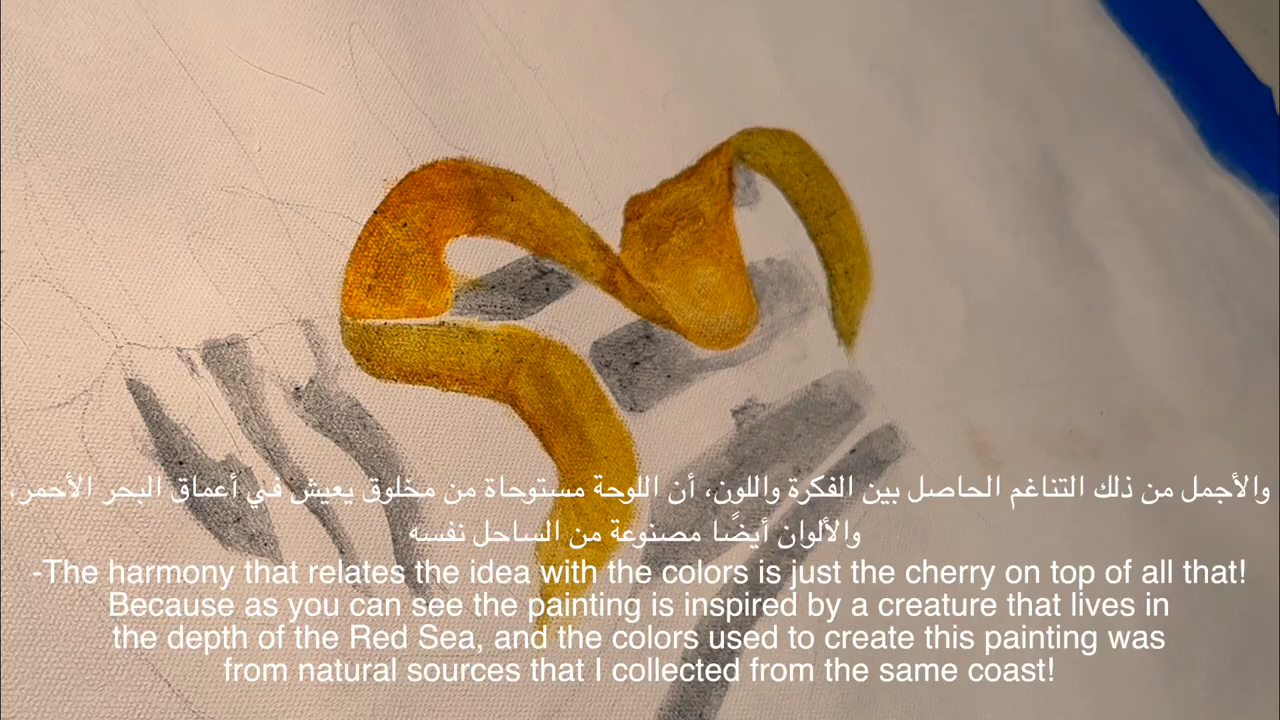 والأجمل من ذلك التناغم الحاصل بين الفكرة واللون، أن اللوحة مستوحاة من مخلوق يعيش في أعماق البحر الأحمر،
والألوان أيضًا مصنوعة من الساحل نفسه
-The harmony that relates the idea with the colors is just the cherry on top of all that!
Because as you can see the painting is inspired by a creature that lives in
the depth of the Red Sea, and the colors used to create this painting was
from natural sources that I collected from the same coast!